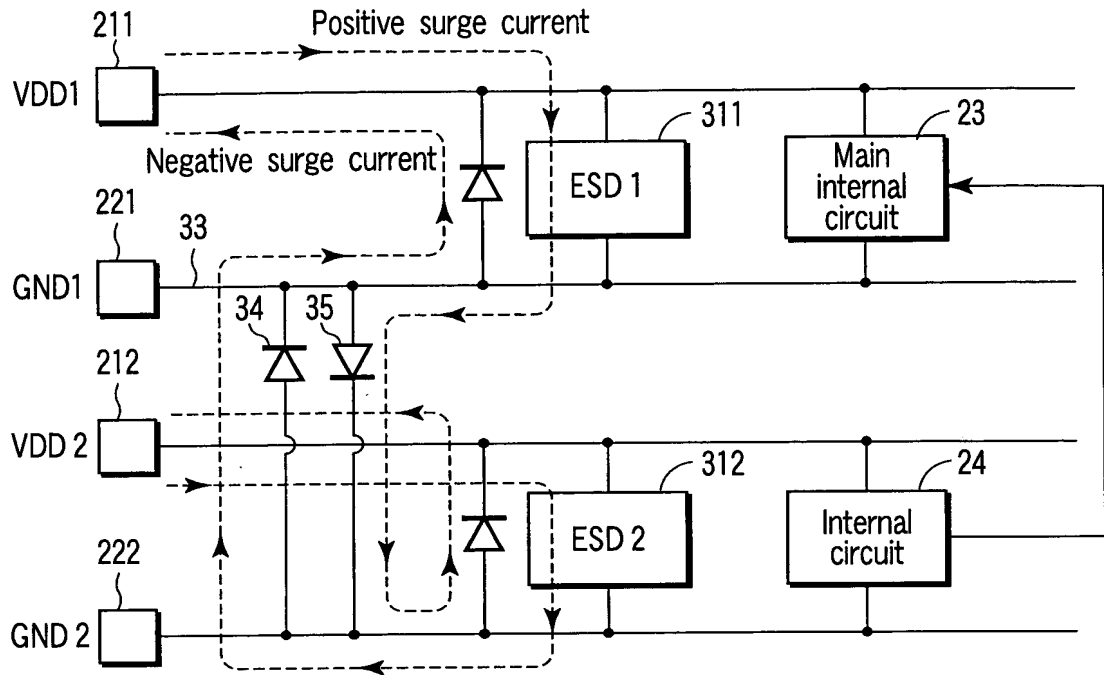 211
Positive surge current
VDD1
311
23
Negative surge current
ESD 1
Main
internal
circuit
221
33
GND1
34
35
212
VDD 2
312
24
ESD 2
Internal
circuit
222
GND 2